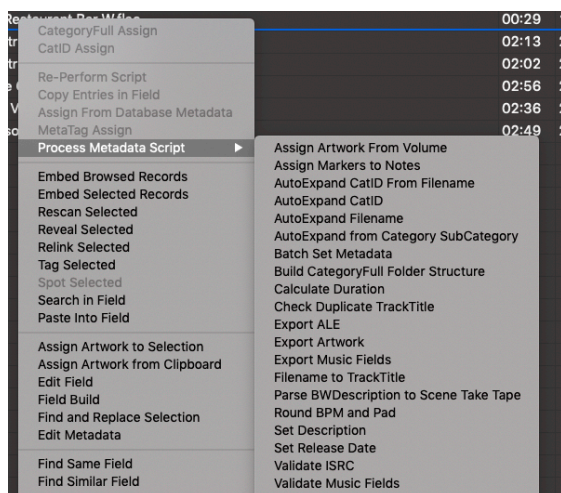 00:29
CategoryFull Assign
CatID Assign
02:13
02:02
Re-Perform Script
Copy Entries in Field
02:56
Assign From Database Metadata
02:36
MetaTag Assign
02:49
Process Metadata Script
Embed Browsed Records
Embed Selected Records
Rescan Selected
Reveal Selected
Relink Selected
Tag Selected
Spot Selected
Search in Field
Paste Into Field
Assign Artwork to Selection
Assign Artwork from Clipboard
Edit Field
Field Build
Find and Replace Selection
Edit Metadata
Find Same Field
Find Similar Field
Assign Artwork From Volume
Assign Markers to Notes
AutoExpand CatID From Filename
AutoExpand CatID
AutoExpand Filename
AutoExpand from Category SubCategory
Batch Set Metadata
Build CategoryFull Folder Structure
Calculate Duration
Check Duplicate TrackTitle
Export ALE
Export Artwork
Export Music Fields
Filename to TrackTitle
Parse BWDescription to Scene Take Tape
Round BPM and Pad
Set Description
Set Release Date
Validate ISRC
Validate Music Fields